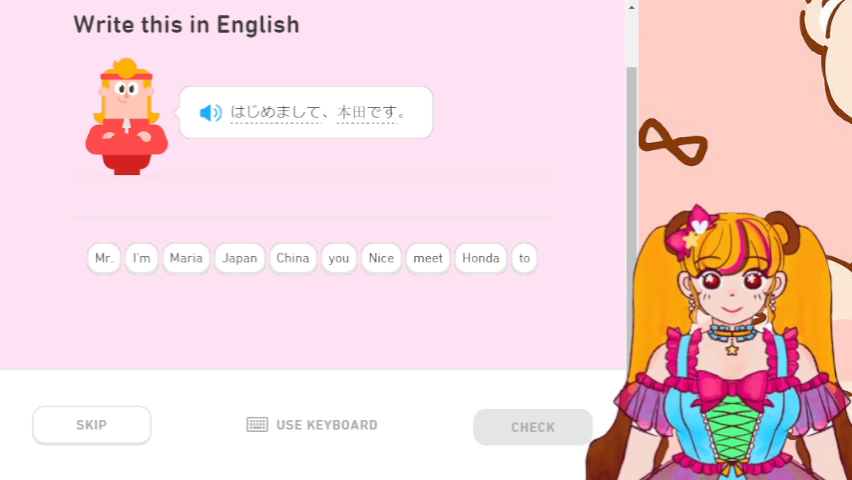 Write this in English
はじめまして、本田です。
Mr. I'm Maria Japan China you Nice meet Honda to
SKIP USE KEYBOARD CHECK